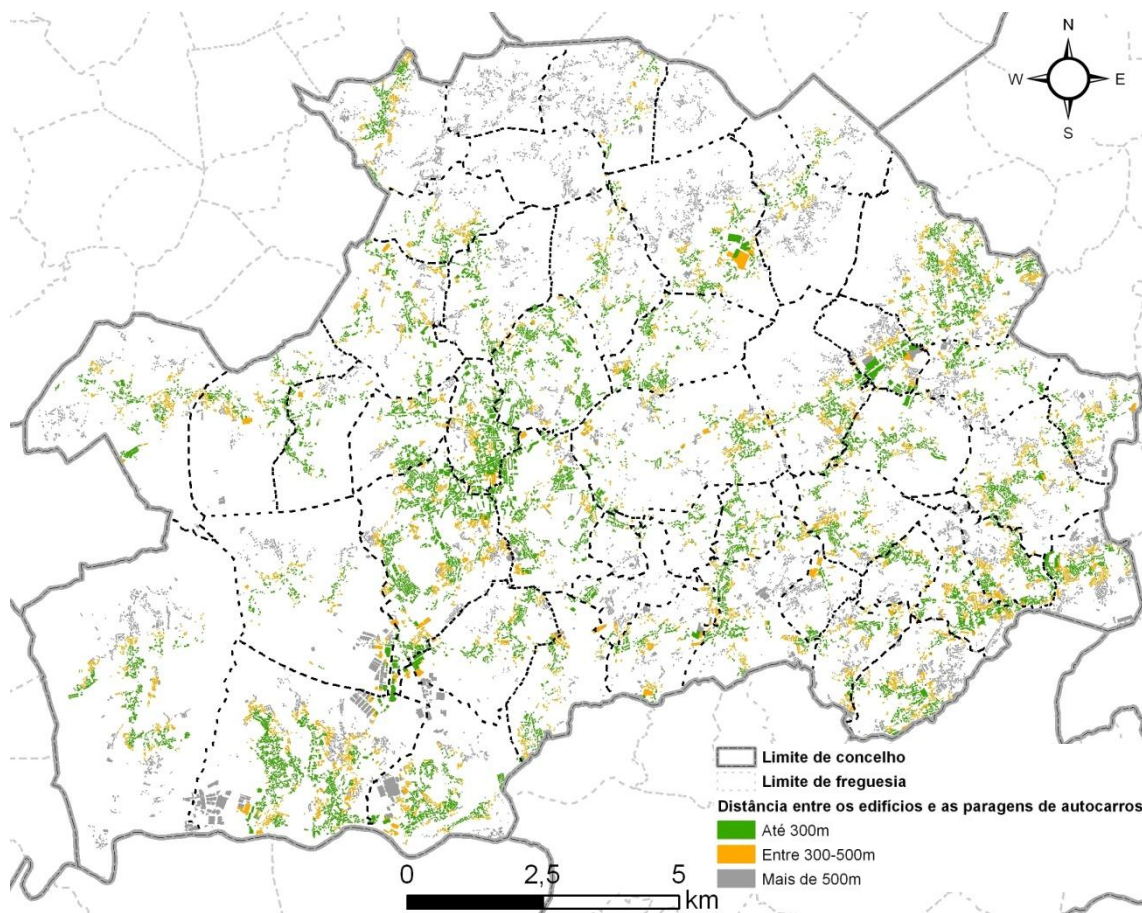 N
W E
S
Limite de concelho
Limite de freguesia
Distância entre os edifícios e as paragens de autocarros
Até 300m
Entre 300-500m
Mais de 500m
0 2,5 5
km